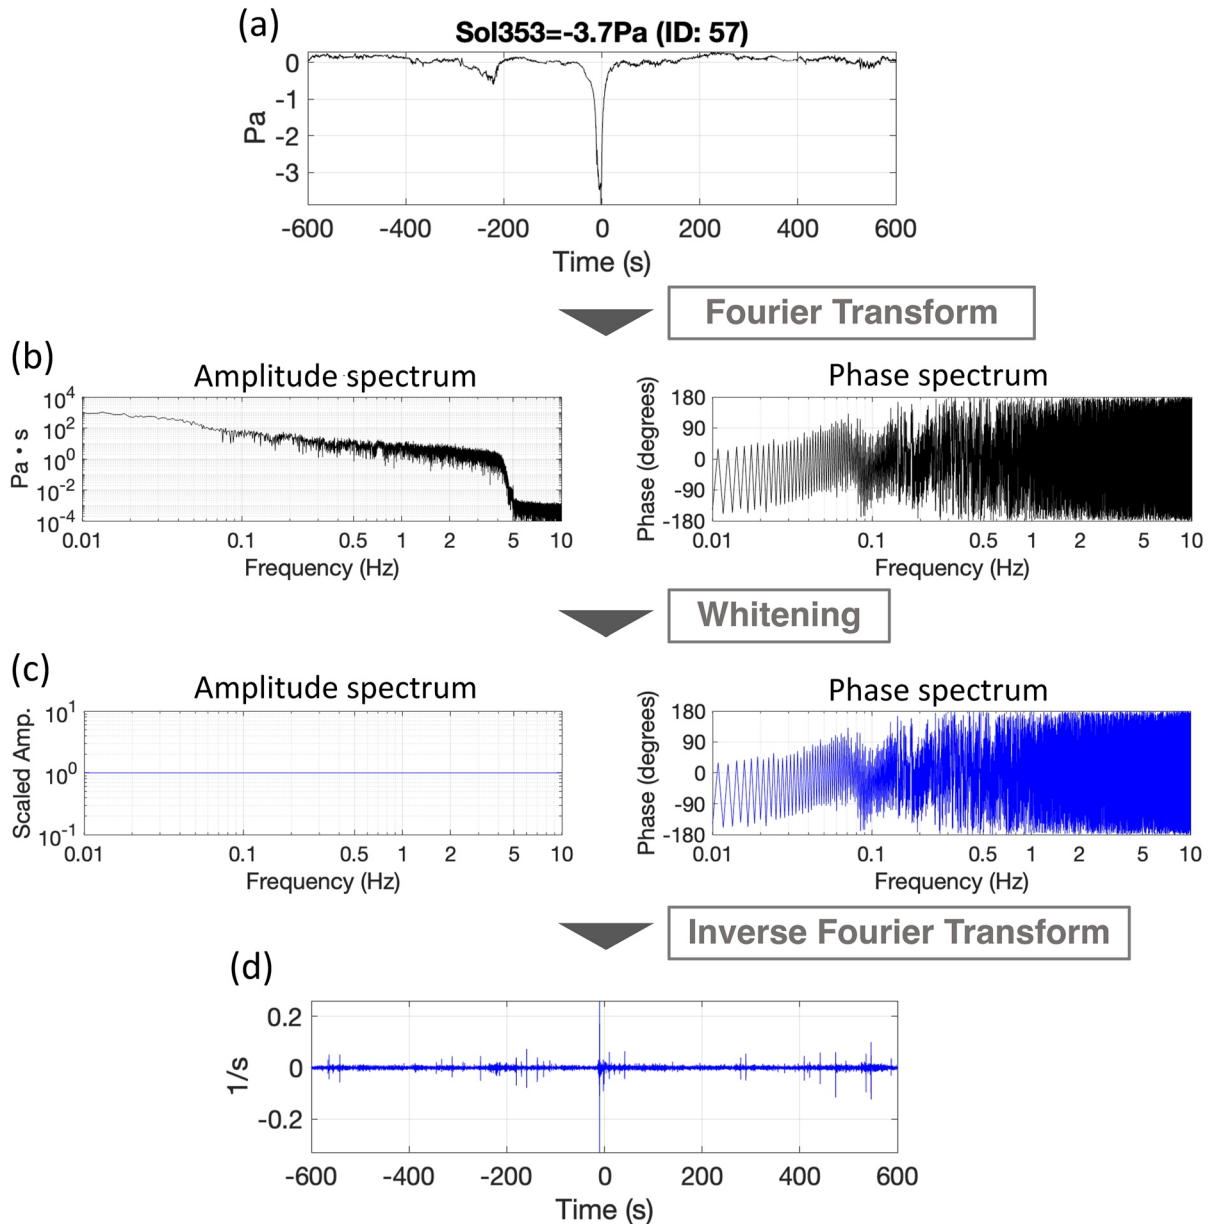 (a)
Sol353=-3.7Pa (ID: 57)
0
-1
-2
-3
Pa
-600 -400 -200 0 200 400 600
Time (s)
Fourier Transform
(b)
Amplitude spectrum
10^4
10^2
10^0
10^-2
10^-4
Pa • s
0.01 0.1 0.5 1 5 10
Frequency (Hz)
Phase spectrum
180
90
0
-90
-180
Phase (degrees)
0.01 0.1 0.5 1 2 5 10
Frequency (Hz)
Whitening
(c)
Amplitude spectrum
10^1
10^0
10^-1
Scaled Amp.
0.01 0.1 0.5 1 5 10
Frequency (Hz)
Phase spectrum
180
90
0
-90
-180
Phase (degrees)
0.01 0.1 0.5 1 2 5 10
Frequency (Hz)
Inverse Fourier Transform
(d)
0.2
0
-0.2
1/s
-600 -400 -200 0 200 400 600
Time (s)